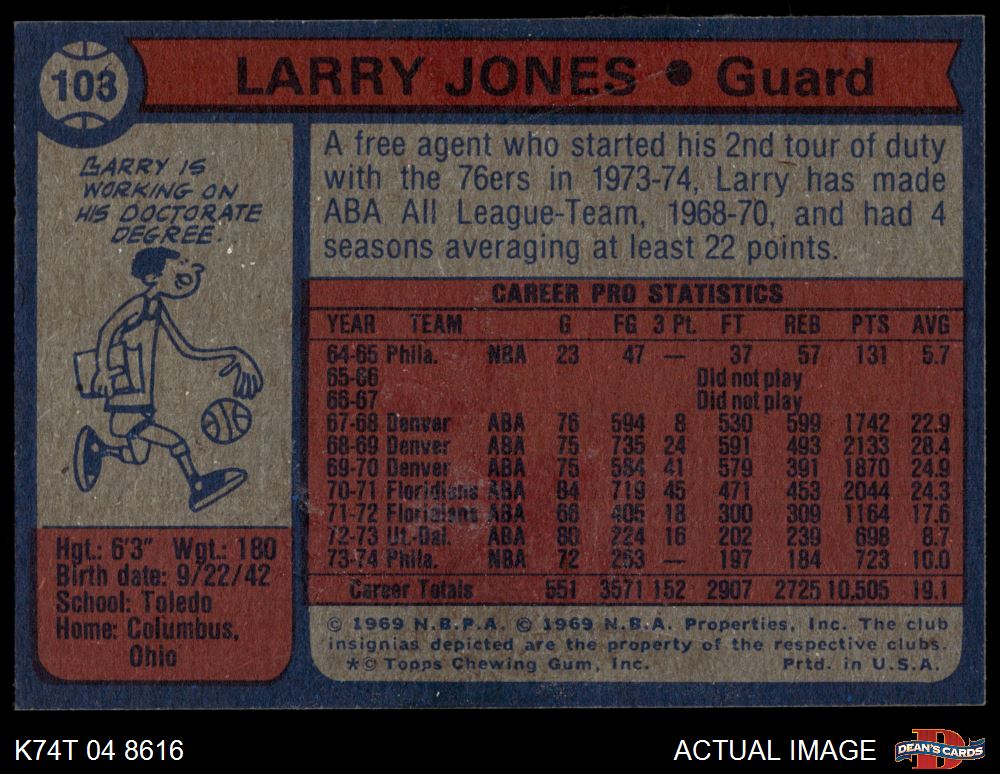 103
LARRY JONES • Guard
LARRY IS
WORKING ON
HIS DOCTORATE
DEGREE.
A free agent who started his 2nd tour of duty
with the 76ers in 1973-74, Larry has made
ABA All League-Team, 1968-70, and had 4
seasons averaging at least 22 points.
CAREER PRO STATISTICS
YEAR TEAM G FG 3 Pt. FT REB PTS AVG
64-65 Phila. NBA 23 47 — 37 57 131 5.7
65-66 Did not play
66-67 Did not play
67-68 Denver ABA 76 594 8 530 599 1742 22.9
68-69 Denver ABA 75 735 24 591 493 2133 28.4
69-70 Denver ABA 75 584 41 579 391 1870 24.9
70-71 Floridians ABA 84 719 45 471 453 2044 24.3
71-72 Floridians ABA 66 405 18 300 309 1164 17.6
72-73 Ut.-Dal. ABA 80 224 16 202 239 698 8.7
73-74 Phila. NBA 72 263 — 197 184 723 10.0
Career Totals 551 3571 152 2907 2725 10,505 19.1
Hgt.: 6'3" Wgt.: 180
Birth date: 9/22/42
School: Toledo
Home: Columbus,
Ohio
© 1969 N.B.P.A. © 1969 N.B.A. Properties, Inc. The club
insignias depicted are the property of the respective clubs.
*© Topps Chewing Gum, Inc. Prtd. in U.S.A.
K74T 04 8616
ACTUAL IMAGE
DEAN'S CARDS